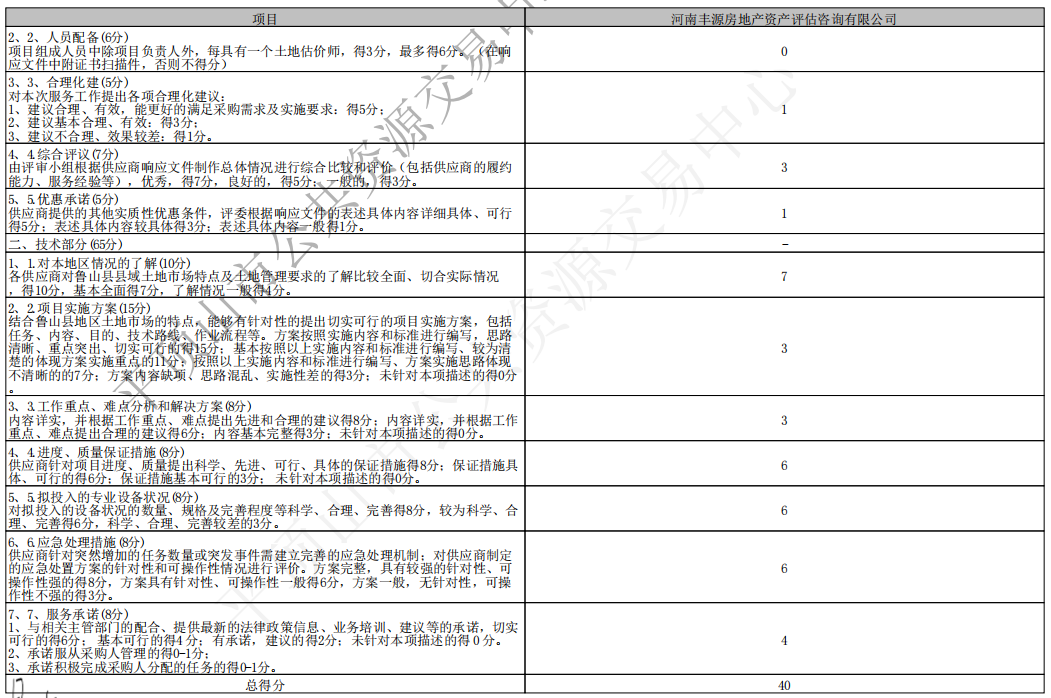 项目 河南丰源房地产资产评估咨询有限公司
2、2、人员配备(6分)
项目组成人员中除项目负责人外，每具有一个土地估价师，得3分，最多得6分。（在响
应文件中附证书扫描件，否则不得分）
0
3、3、合理化建(5分)
对本次服务工作提出各项合理化建议：
1、建议合理、有效，能更好的满足采购需求及实施要求：得5分；
2、建议基本合理、有效：得3分；
3、建议不合理、效果较差：得1分。
1
4、4.综合评议(7分)
由评审小组根据供应商响应文件制作总体情况进行综合比较和评价（包括供应商的履约
能力、服务经验等），优秀，得7分，良好的，得5分；一般的，得3分。
3
5、5.优惠承诺(5分)
供应商提供的其他实质性优惠条件，评委根据响应文件的表述具体内容详细具体、可行
得5分；表述具体内容较具体得3分；表述具体内容一般得1分。
1
二、技术部分(65分) -
1、1.对本地区情况的了解(10分)
各供应商对鲁山县县域土地市场特点及土地管理要求的了解比较全面、切合实际情况
，得10分，基本全面得7分，了解情况一般得4分。
7
2、2.项目实施方案(15分)
结合鲁山县地区土地市场的特点，能够有针对性的提出切实可行的项目实施方案，包括
任务、内容、目的、技术路线、作业流程等。方案按照实施内容和标准进行编写，思路
清晰、重点突出、切实可行的得15分；基本按照以上实施内容和标准进行编写、较为清
楚的体现方案实施重点的11分；按照以上实施内容和标准进行编写、方案实施思路体现
不清晰的的7分；方案内容缺项、思路混乱、实施性差的得3分；未针对本项描述的得0分
。
3
3、3.工作重点、难点分析和解决方案(8分)
内容详实，并根据工作重点、难点提出先进和合理的建议得8分；内容详实，并根据工作
重点、难点提出合理的建议得6分；内容基本完整得3分；未针对本项描述的得0分。
3
4、4.进度、质量保证措施(8分)
供应商针对项目进度、质量提出科学、先进、可行、具体的保证措施得8分；保证措施具
体、可行的得6分；保证措施基本可行的3分； 未针对本项描述的得0分。
6
5、5.拟投入的专业设备状况(8分)
对拟投入的设备状况的数量、规格及完善程度等科学、合理、完善得8分，较为科学、合
理、完善得6分，科学、合理、完善较差的3分。
6
6、6.应急处理措施(8分)
供应商针对突然增加的任务数量或突发事件需建立完善的应急处理机制；对供应商制定
的应急处置方案的针对性和可操作性情况进行评价。方案完整，具有较强的针对性、可
操作性强的得8分，方案具有针对性、可操作性一般得6分，方案一般，无针对性，可操
作性不强的得3分。
6
7、7、服务承诺(8分)
1、与相关主管部门的配合、提供最新的法律政策信息、业务培训、建议等的承诺，切实
可行的得6分； 基本可行的得4分；有承诺，建议的得2分；未针对本项描述的得 0 分。
2、承诺服从采购人管理的得0-1分；
3、承诺积极完成采购人分配的任务的得0-1分。
4
总得分 40
平顶山市公共资源交易中心
平顶山市公共资源交易中心